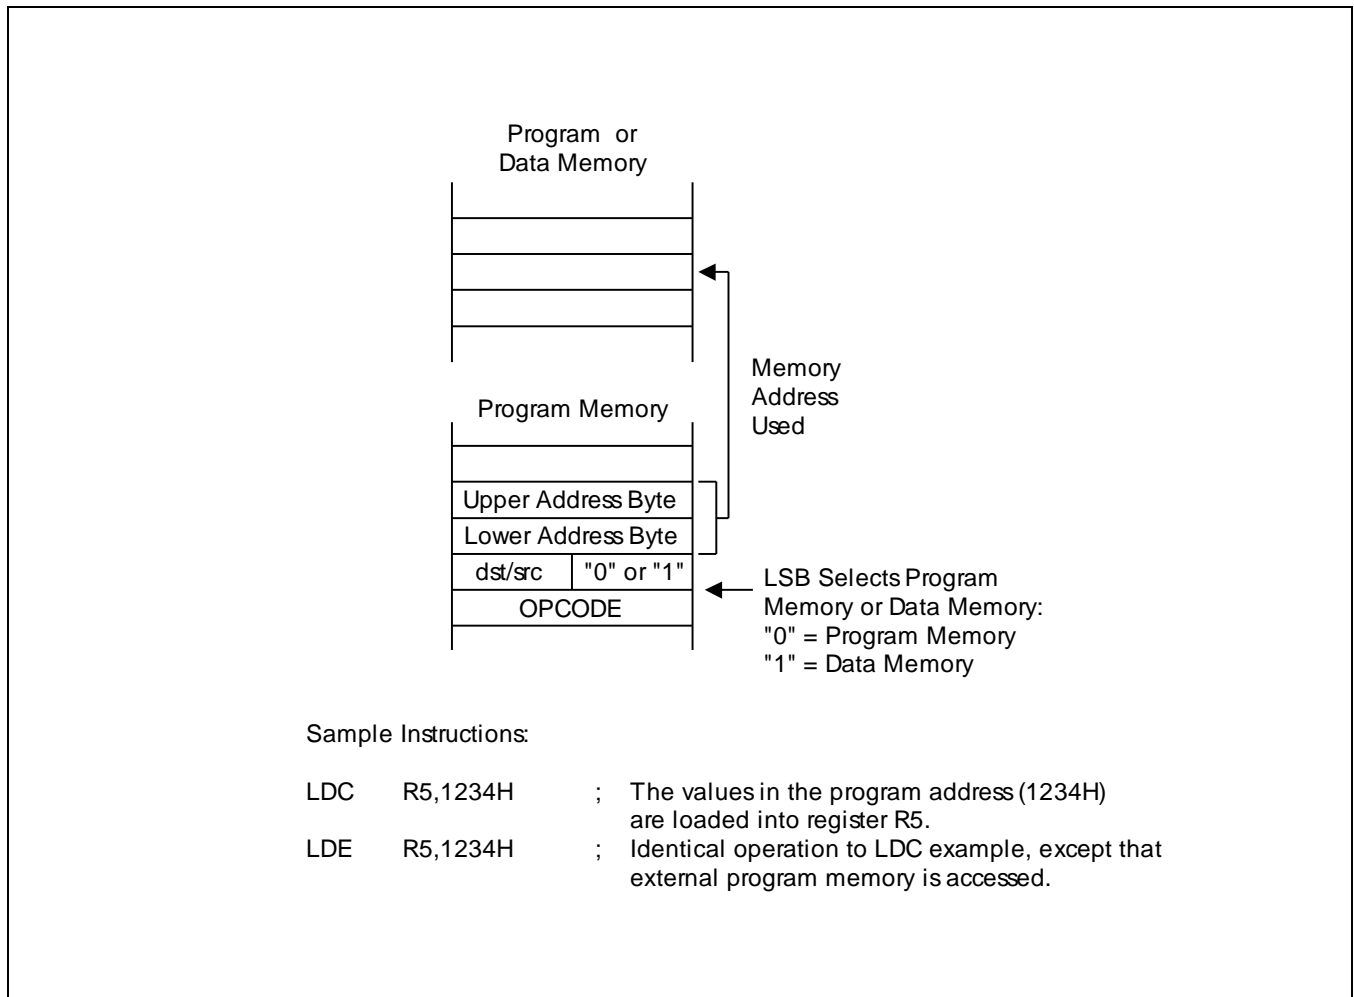 Program or
Data Memory
Memory
Address
Used
Program Memory
Upper Address Byte
Lower Address Byte
dst/src "0" or "1"
OPCODE
LSB Selects Program
Memory or Data Memory:
"0" = Program Memory
"1" = Data Memory
Sample Instructions:
LDC R5,1234H ; The values in the program address (1234H)
are loaded into register R5.
LDE R5,1234H ; Identical operation to LDC example, except that
external program memory is accessed.